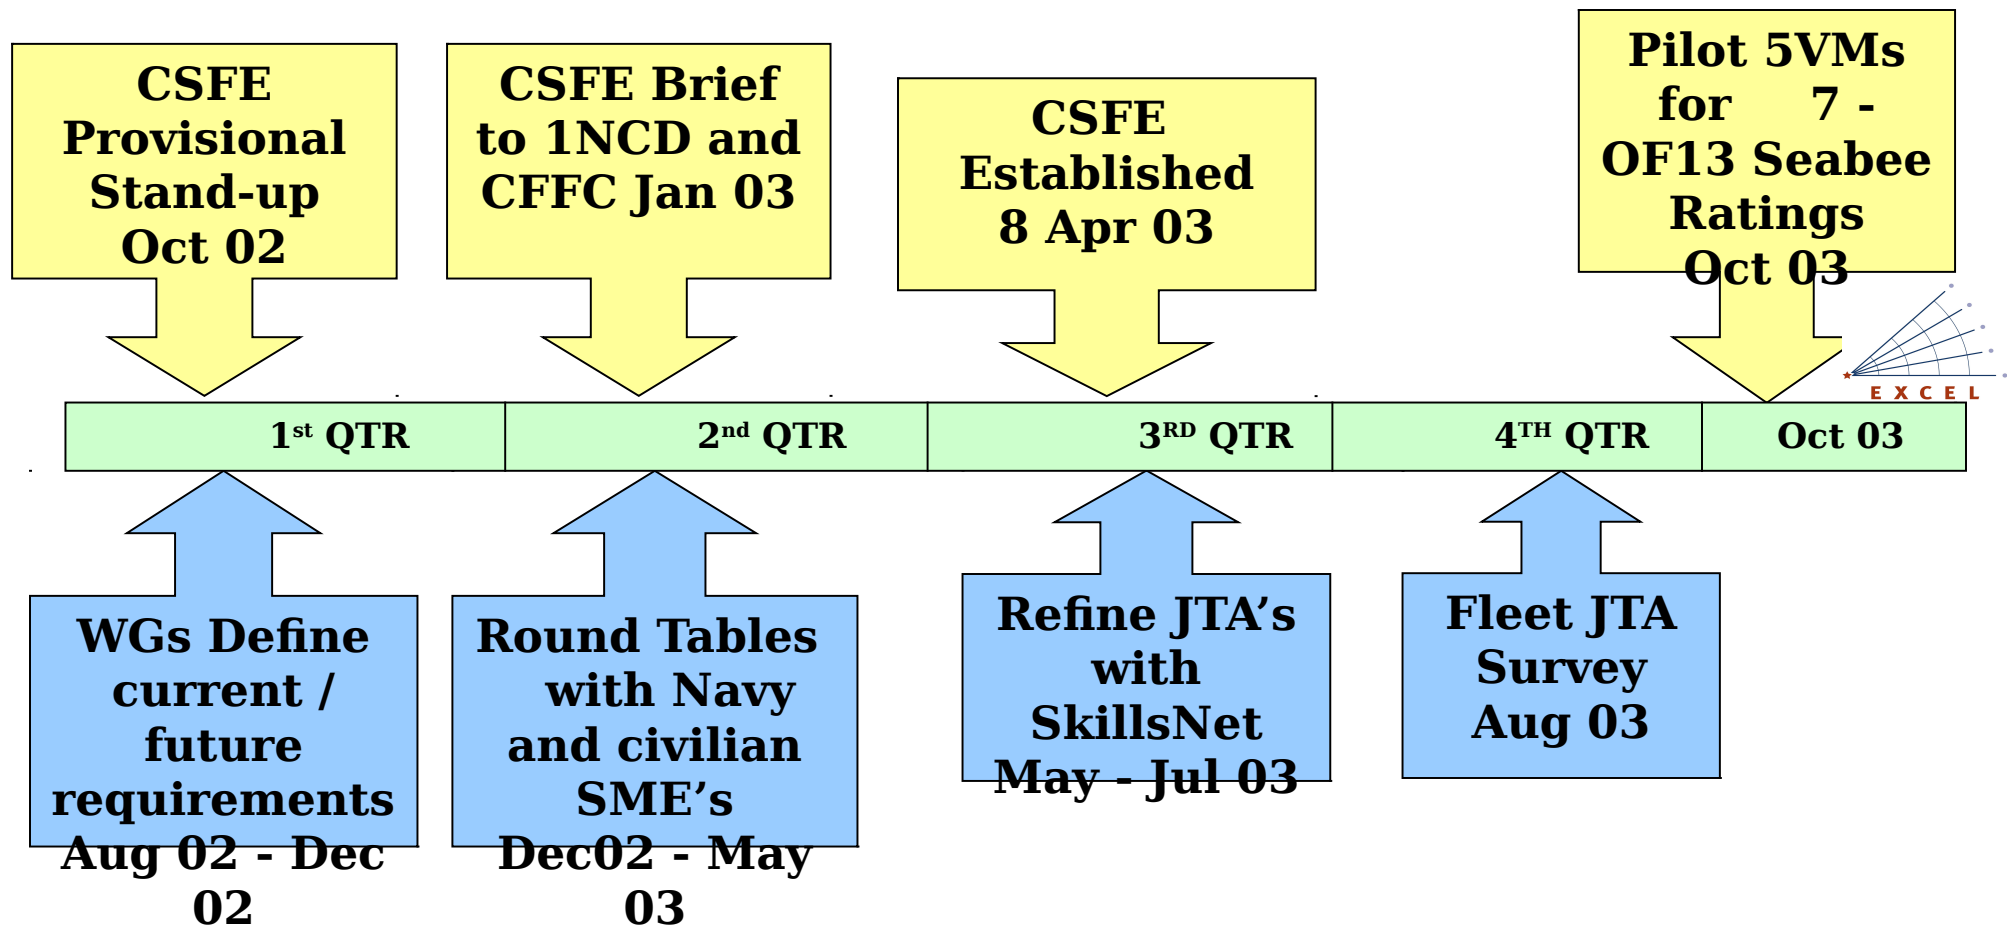 CSFE
Provisional
Stand-up
Oct 02
CSFE Brief
to 1NCD and
CFFC Jan 03
CSFE
Established
8 Apr 03
Pilot 5VMs
for 7 -
OF13 Seabee
Ratings
Oct 03
E X C E L
1st QTR
2nd QTR
3RD QTR
4TH QTR
Oct 03
WGs Define
current /
future
requirements
Aug 02 - Dec
02
Round Tables
with Navy
and civilian
SME’s
Dec02 - May
03
Refine JTA’s
with
SkillsNet
May - Jul 03
Fleet JTA
Survey
Aug 03